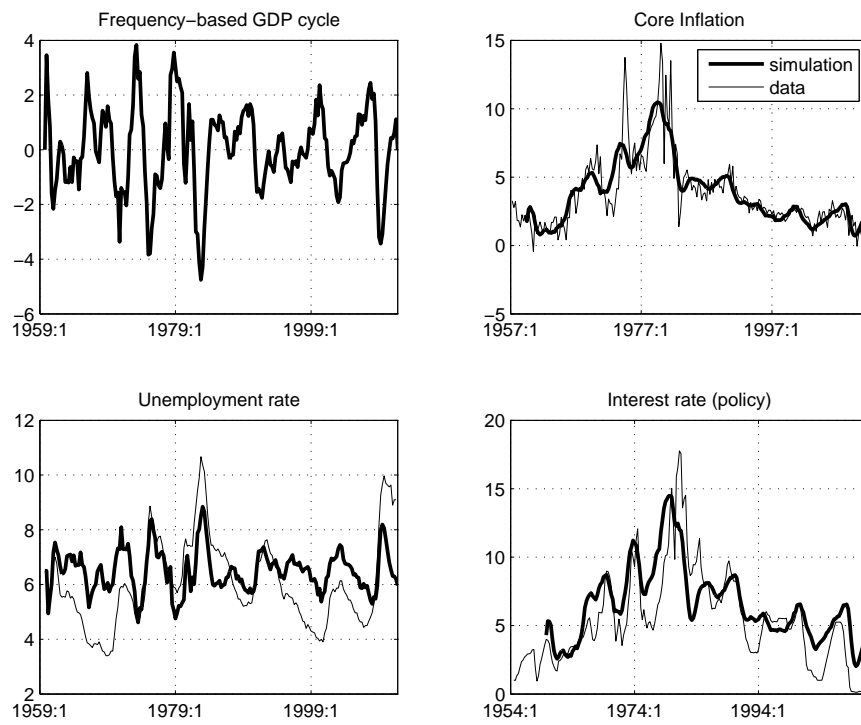 Frequency−based GDP cycle
4
2
0
−2
−4
−6
1959:1 1979:1 1999:1
Core Inflation
simulation
data
15
10
5
0
−5
1957:1 1977:1 1997:1
Unemployment rate
12
10
8
6
4
2
1959:1 1979:1 1999:1
Interest rate (policy)
20
15
10
5
0
1954:1 1974:1 1994:1